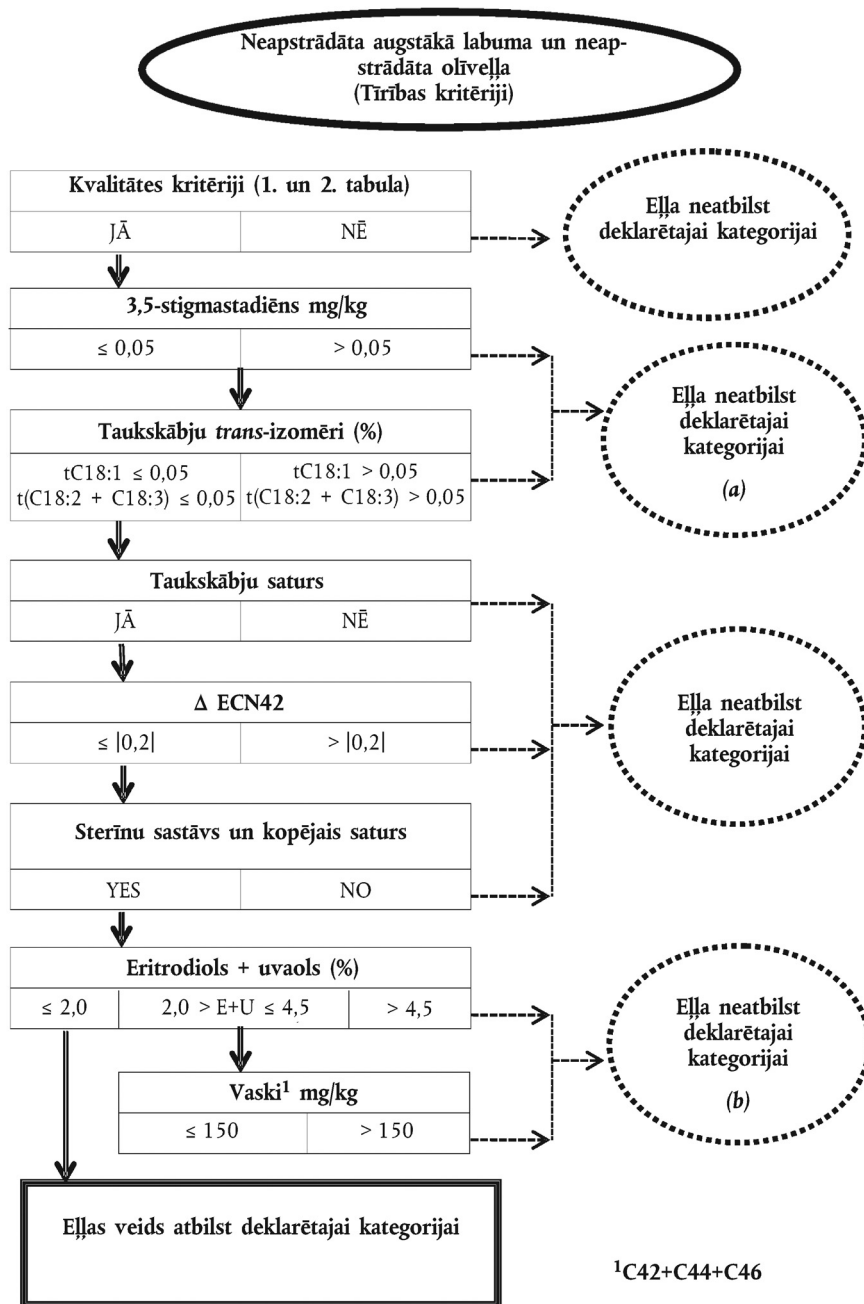 Neapstrādāta augstākā labuma un neap-
strādāta olīveļļa
(Tīrības kritēriji)
Kvalitātes kritēriji (1. un 2. tabula)
JĀ NĒ
Eļļa neatbilst
deklarētajai kategorijai
3,5-stigmastadiēns mg/kg
≤ 0,05 > 0,05
Taukskābju trans-izomēri (%)
tC18:1 ≤ 0,05 tC18:1 > 0,05
t(C18:2 + C18:3) ≤ 0,05 t(C18:2 + C18:3) > 0,05
Eļļa neatbilst
deklarētajai
kategorijai
(a)
Taukskābju saturs
JĀ NĒ
Δ ECN42
≤ |0,2| > |0,2|
Sterīnu sastāvs un kopējais saturs
YES NO
Eļļa neatbilst
deklarētajai
kategorijai
Eritrodiols + uvaols (%)
≤ 2,0 2,0 > E+U ≤ 4,5 > 4,5
Vaski¹ mg/kg
≤ 150 > 150
Eļļa neatbilst
deklarētajai
kategorijai
(b)
Eļļas veids atbilst deklarētajai kategorijai
¹C42+C44+C46